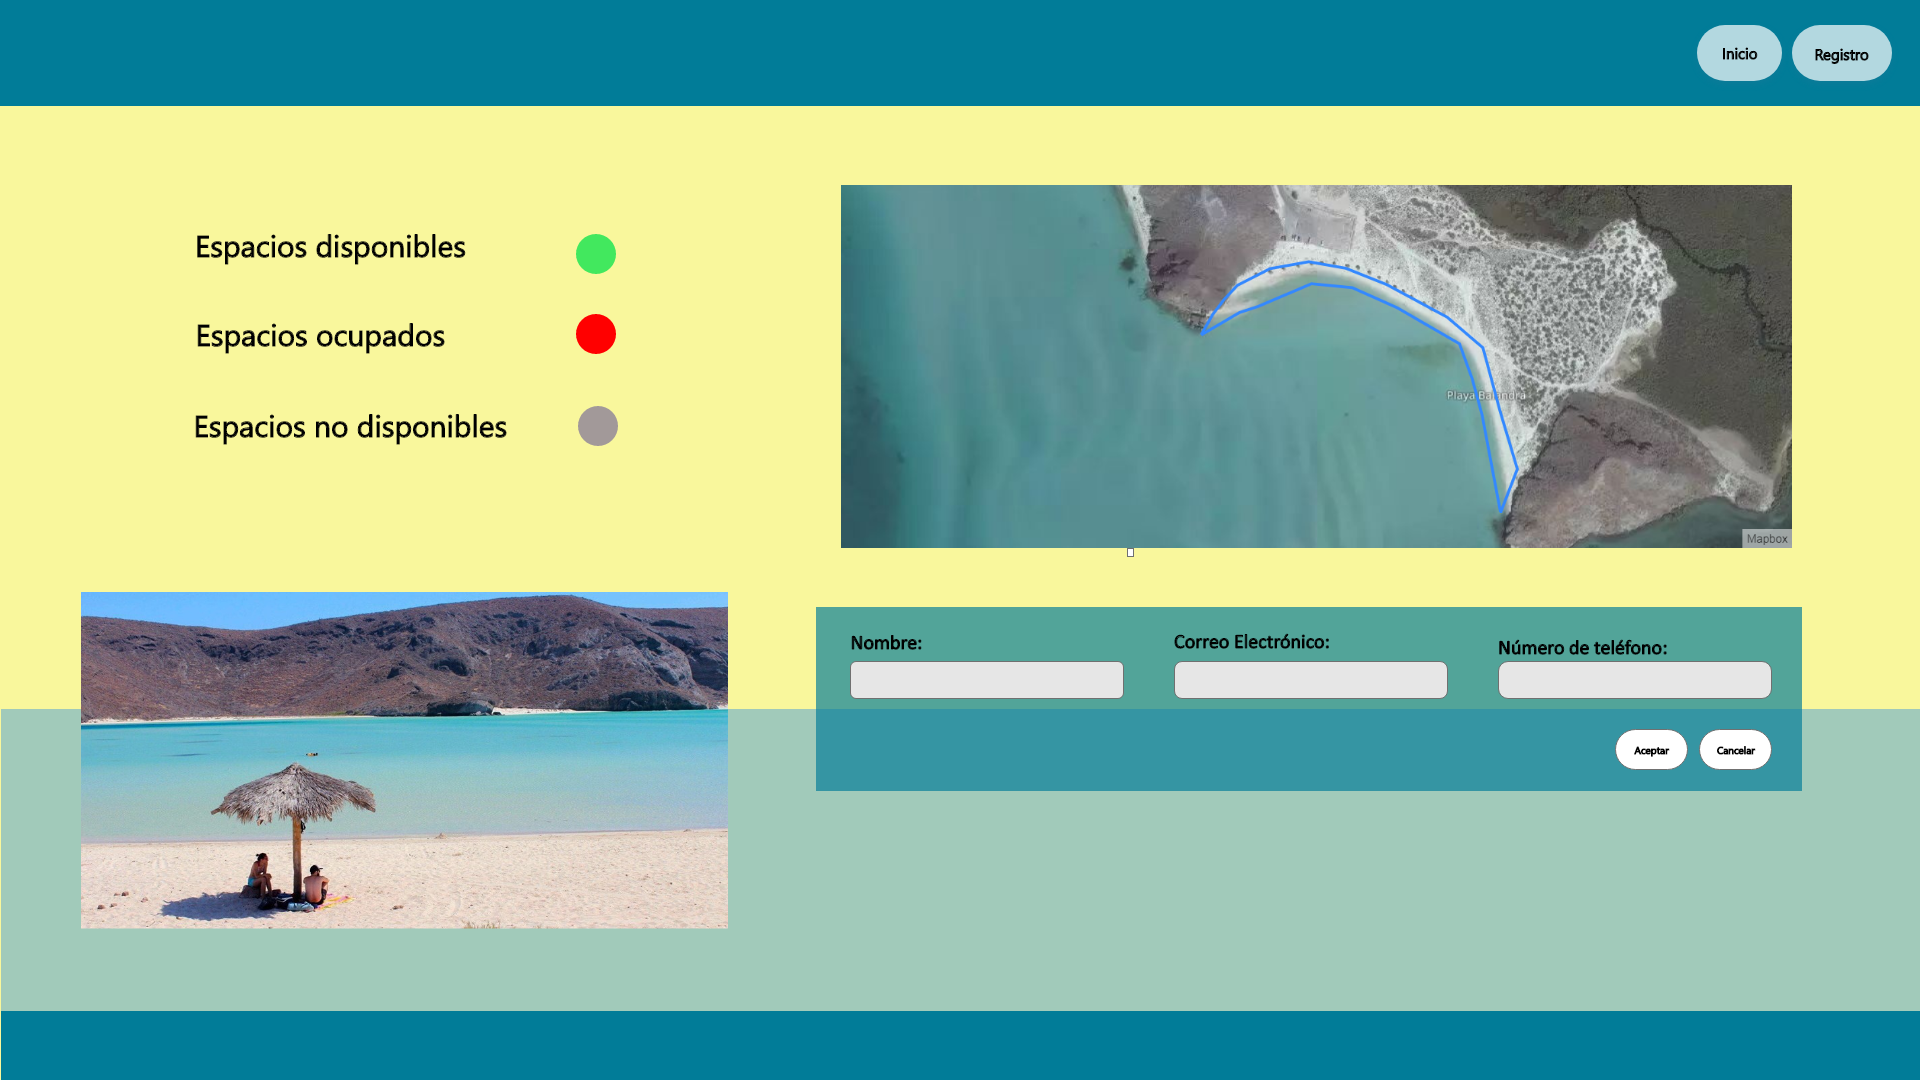 Inicio
Registro
Espacios disponibles
Espacios ocupados
Espacios no disponibles
Playa Balandra
Mapbox
Nombre:
Correo Electrónico:
Número de teléfono:
Aceptar
Cancelar